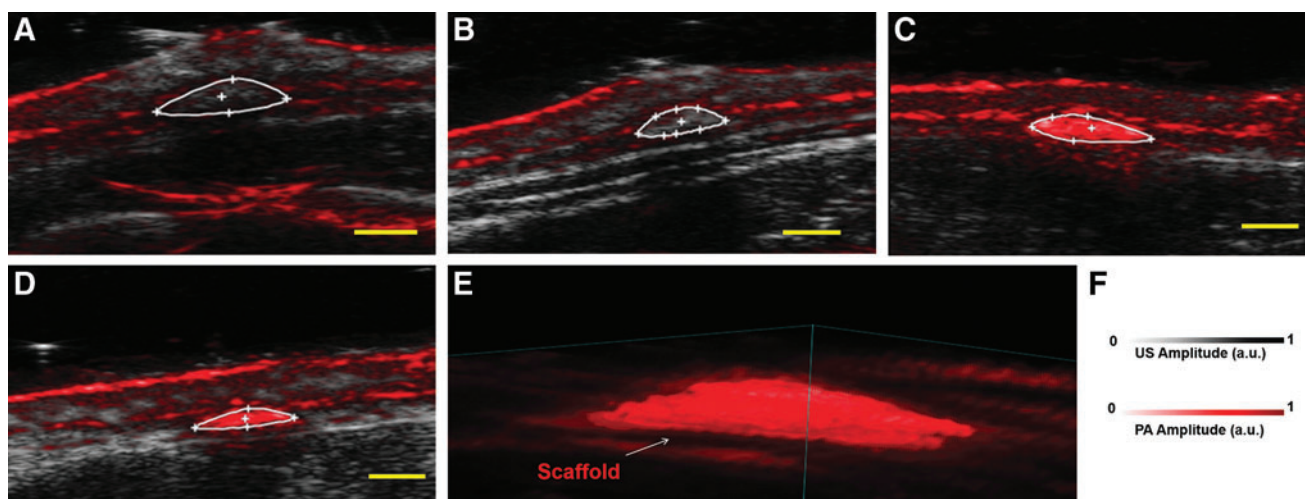 A
B
C
D
E
F
Scaffold
0 1
US Amplitude (a.u.)
0 1
PA Amplitude (a.u.)